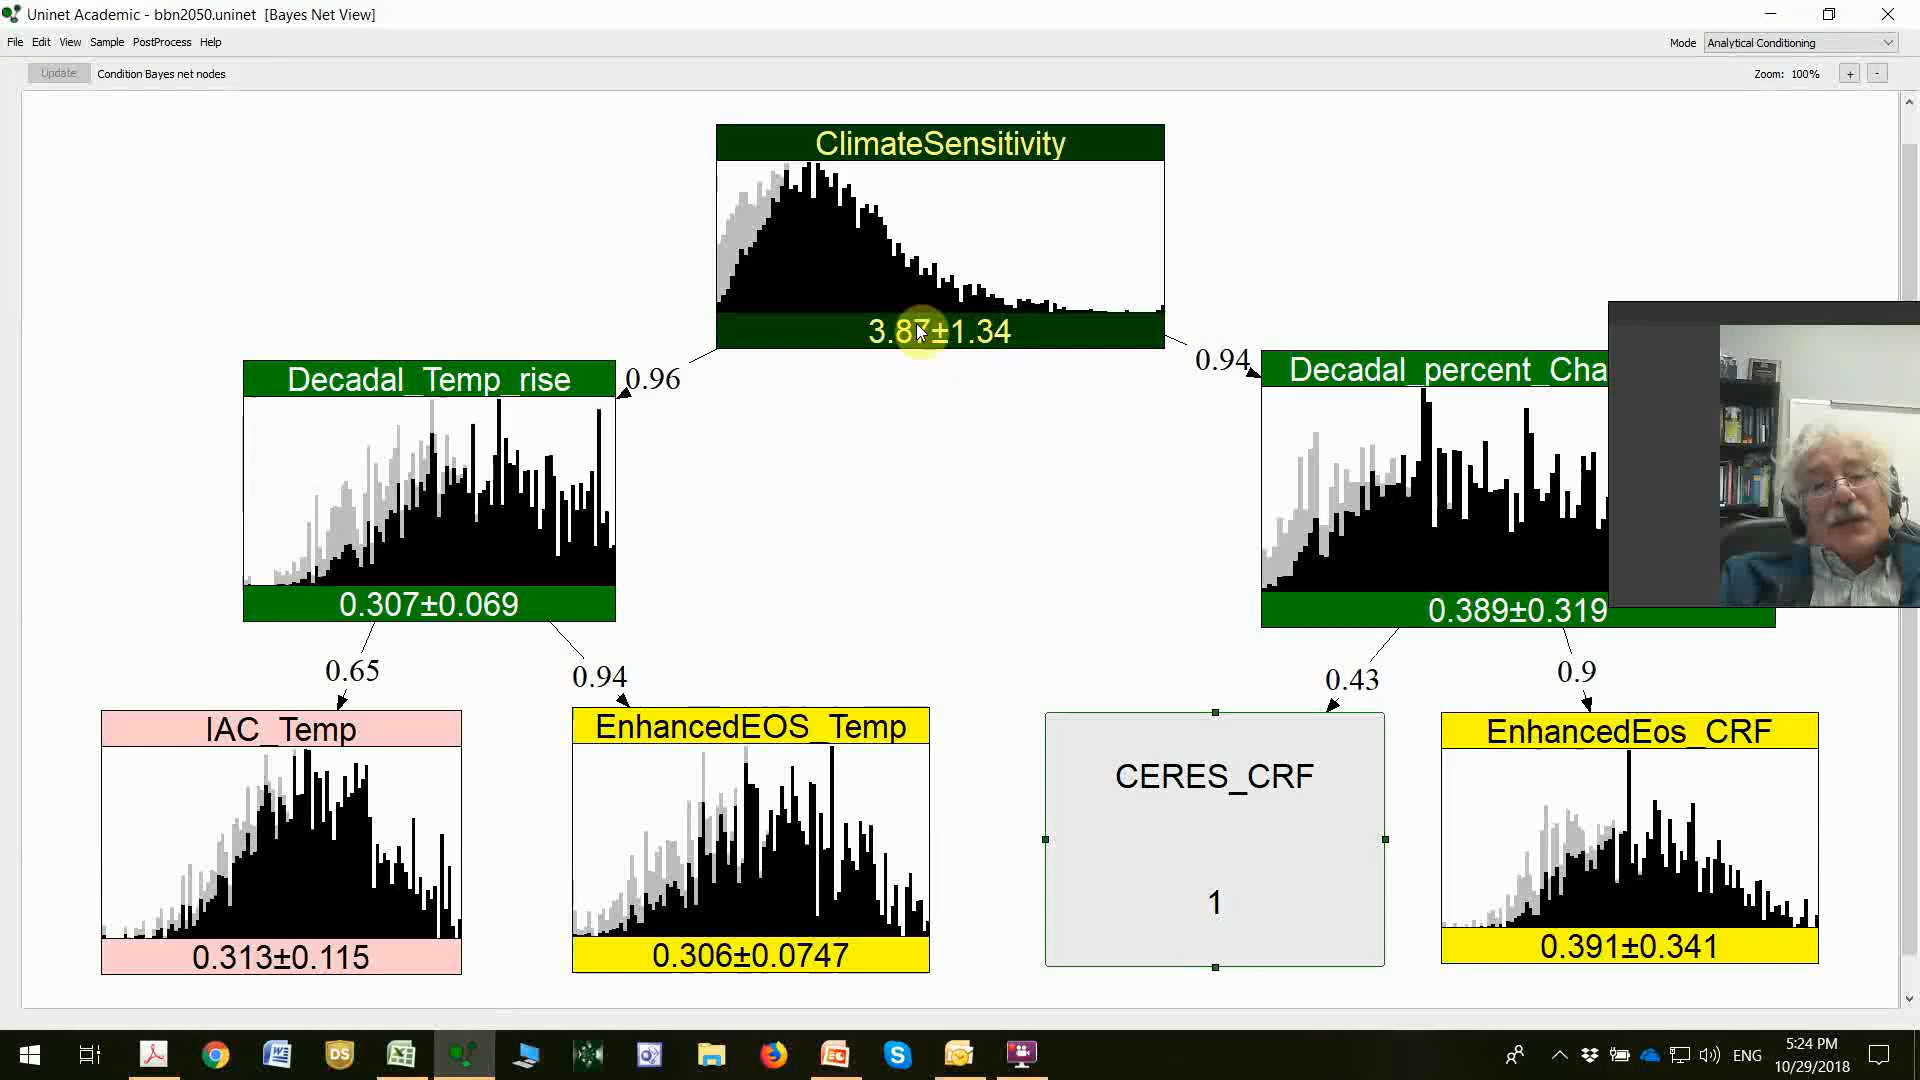 Uninet Academic - bbn2050.uninet [Bayes Net View]
File Edit View Sample PostProcess Help
Mode Analytical Conditioning
Update Condition Bayes net nodes
Zoom: 100% + -
ClimateSensitivity
3.87±1.34
0.96
0.94
Decadal_Temp_rise
0.307±0.069
Decadal_percent_Cha
0.389±0.319
0.65
0.94
0.43
0.9
IAC_Temp
0.313±0.115
EnhancedEOS_Temp
0.306±0.0747
CERES_CRF
1
EnhancedEos_CRF
0.391±0.341
ENG
5:24 PM
10/29/2018